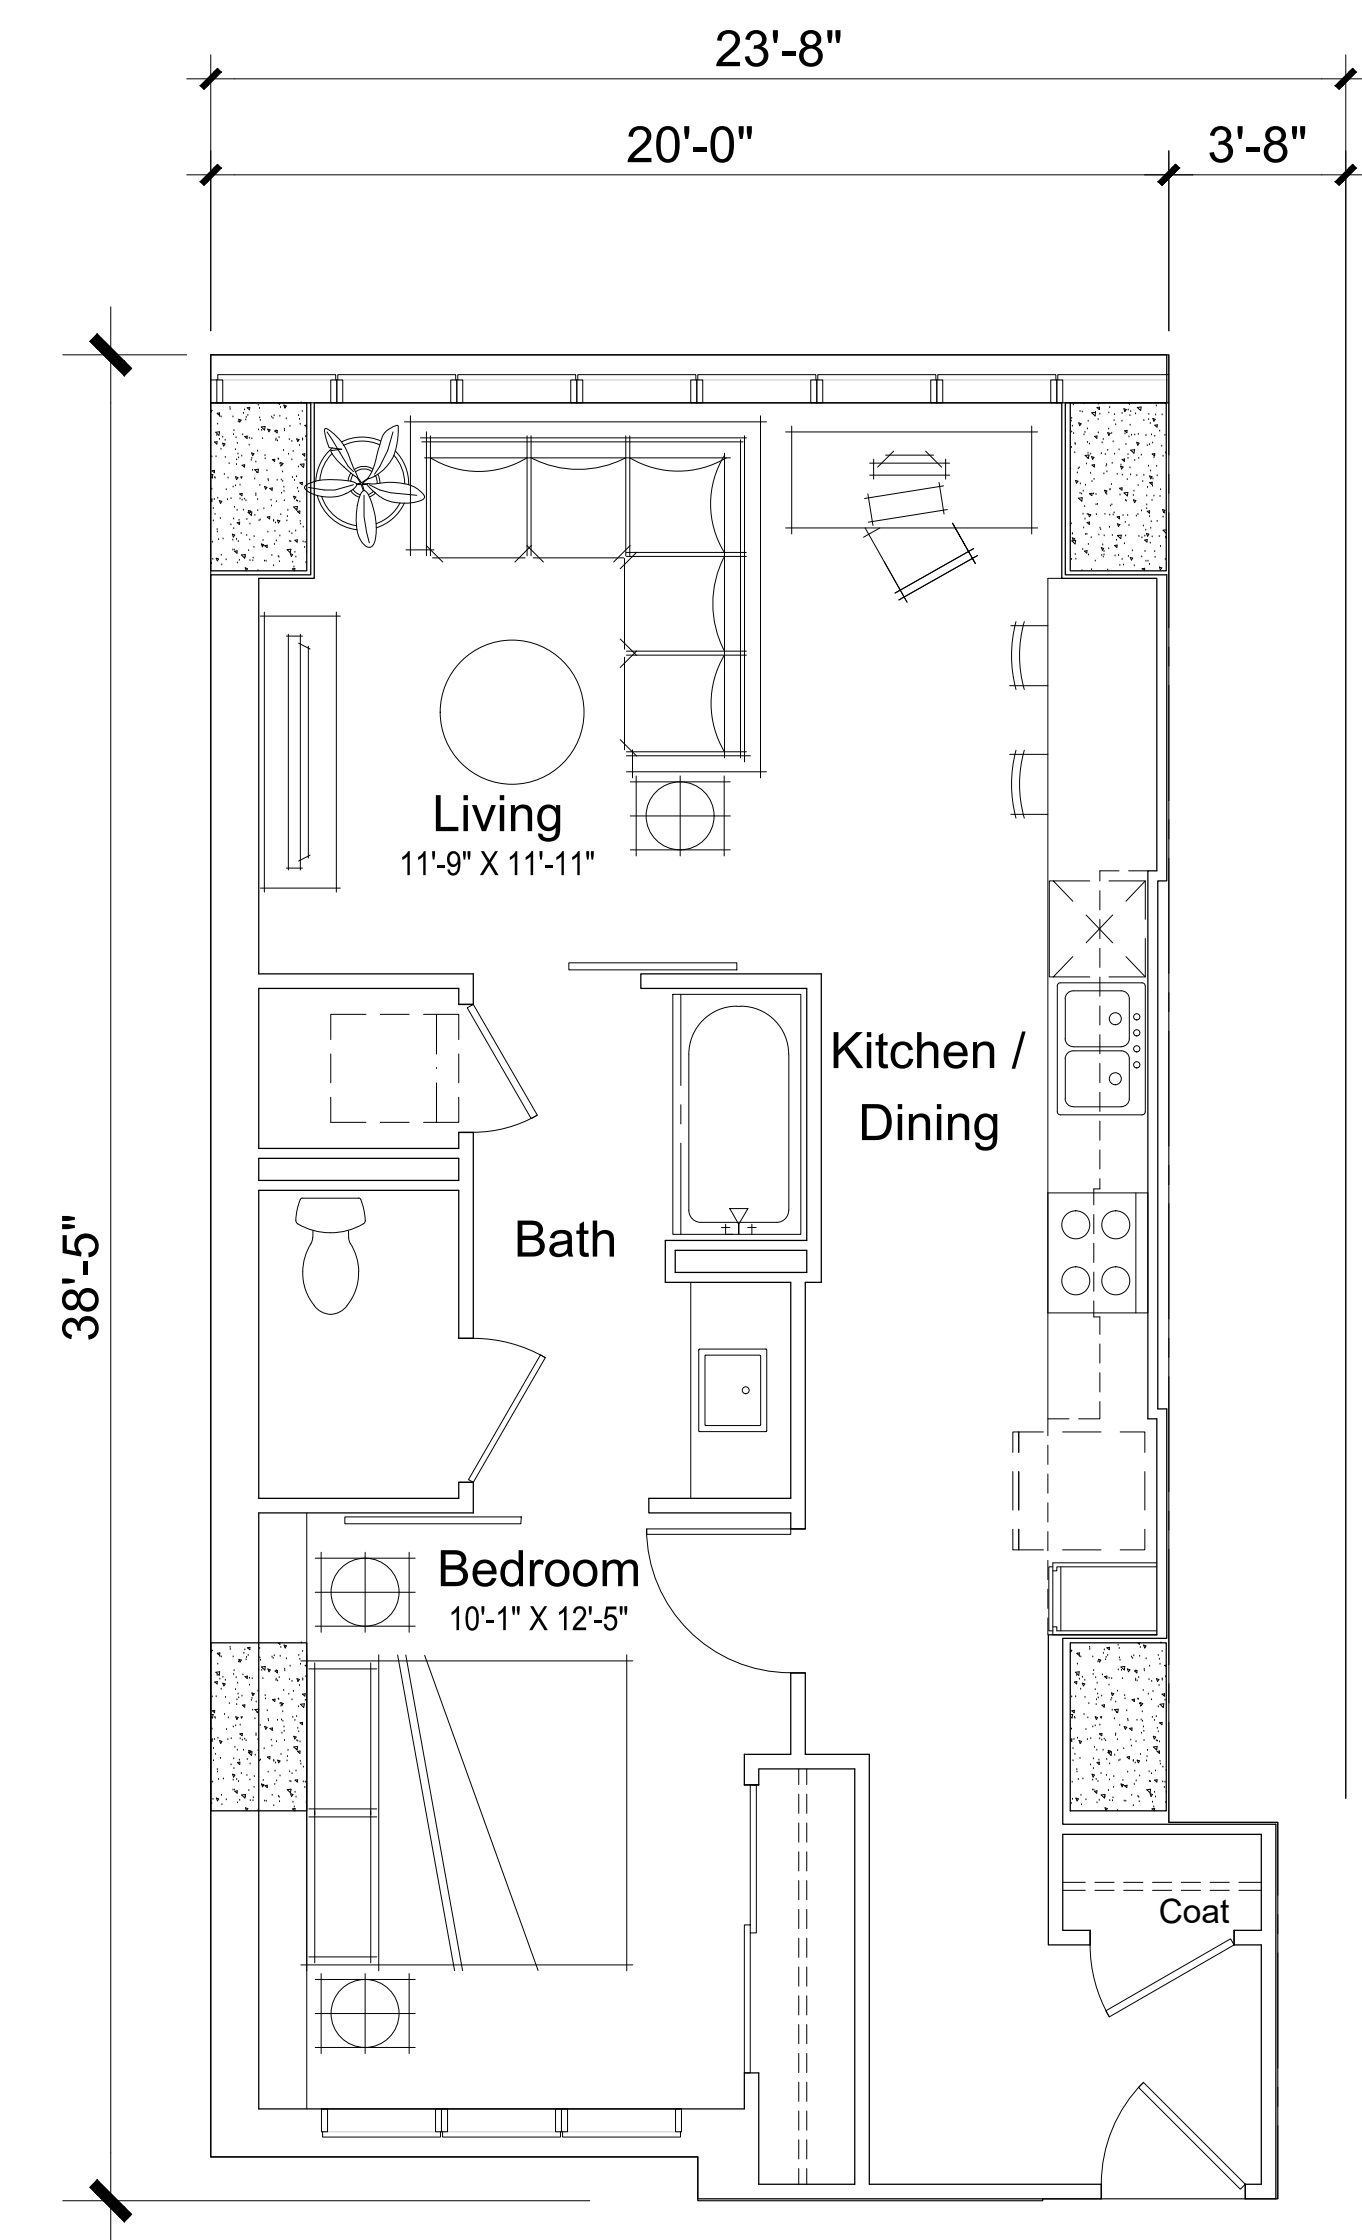 23'-8"
20'-0"
3'-8"
Living
11'-9" X 11'-11"
Kitchen /
Dining
38'-5"
Bath
Bedroom
10'-1" X 12'-5"
Coat